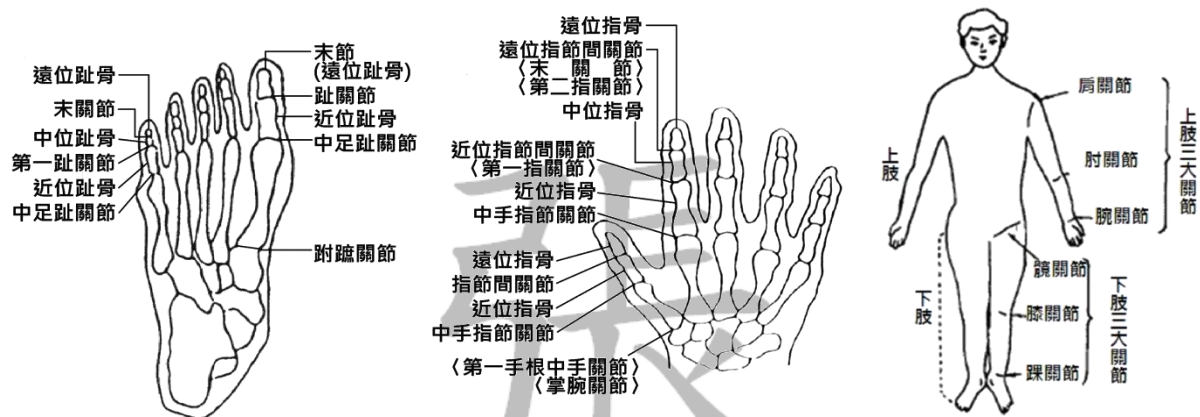 末節
(遠位趾骨)
趾關節
近位趾骨
中足趾關節
跗蹠關節
遠位趾骨
末關節
中位趾骨
第一趾關節
近位趾骨
中足趾關節
遠位指骨
遠位指節間關節
〈末關節〉
〈第二指關節〉
中位指骨
近位指節間關節
〈第一指關節〉
近位指骨
中手指節關節
遠位指骨
指節間關節
近位指骨
中手指節關節
〈第一手根中手關節〉
〈掌腕關節〉
肩關節
肘關節
腕關節
上肢三大關節
上肢
髖關節
膝關節
踝關節
下肢三大關節
下肢